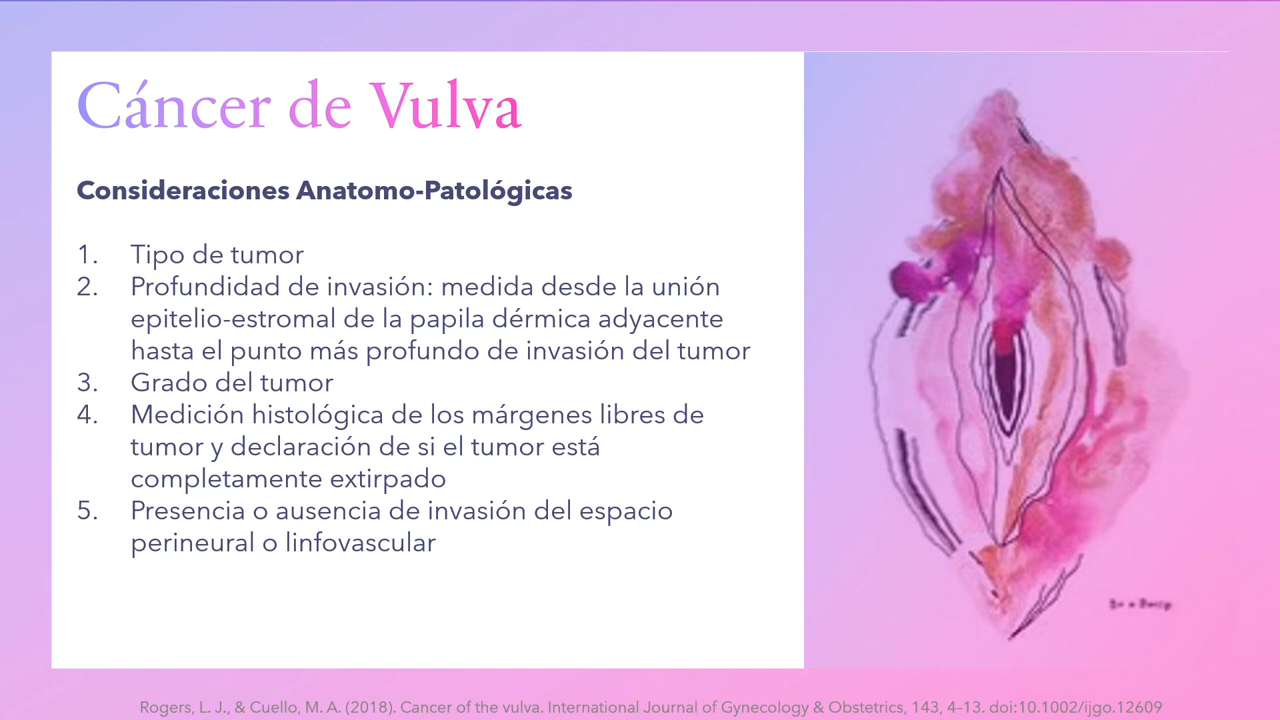 Cáncer de Vulva
Consideraciones Anatomo-Patológicas
1. Tipo de tumor
2. Profundidad de invasión: medida desde la unión
epitelio-estromal de la papila dérmica adyacente
hasta el punto más profundo de invasión del tumor
3. Grado del tumor
4. Medición histológica de los márgenes libres de
tumor y declaración de si el tumor está
completamente extirpado
5. Presencia o ausencia de invasión del espacio
perineural o linfovascular
Rogers, L. J., & Cuello, M. A. (2018). Cancer of the vulva. International Journal of Gynecology & Obstetrics, 143, 4–13. doi:10.1002/ijgo.12609